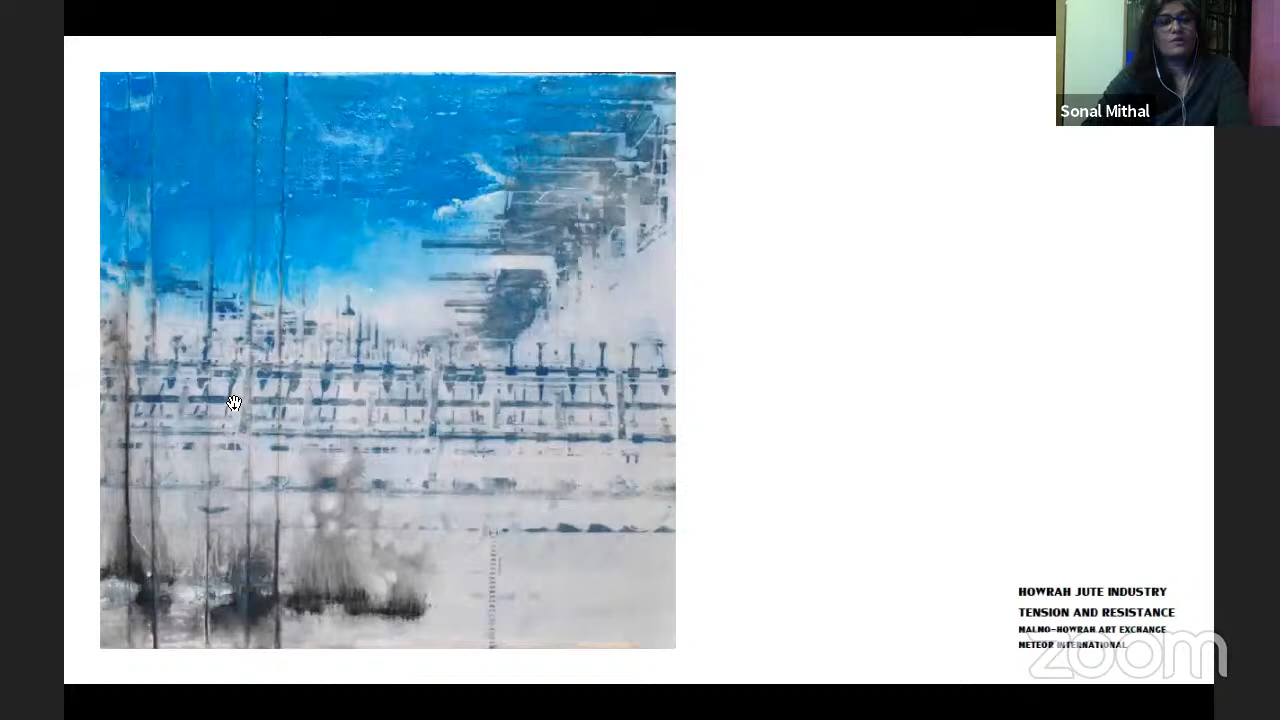 Sonal Mithal
HOWRAH JUTE INDUSTRY
TENSION AND RESISTANCE
MALMO-HOWRAH ART EXCHANGE
METEOR INTERNATIONAL
zoom